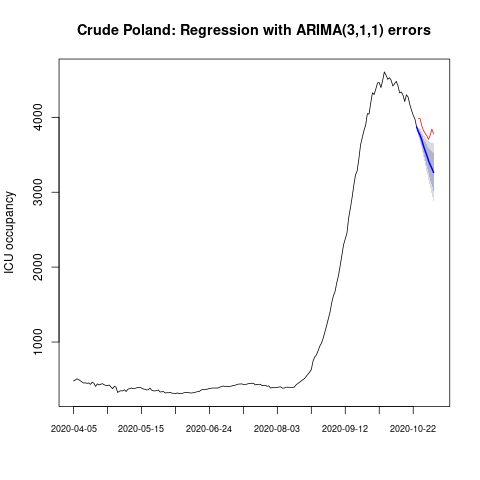 Crude Poland: Regression with ARIMA(3,1,1) errors
ICU occupancy
4000
3000
2000
1000
2020-04-05 2020-05-15 2020-06-24 2020-08-03 2020-09-12 2020-10-22